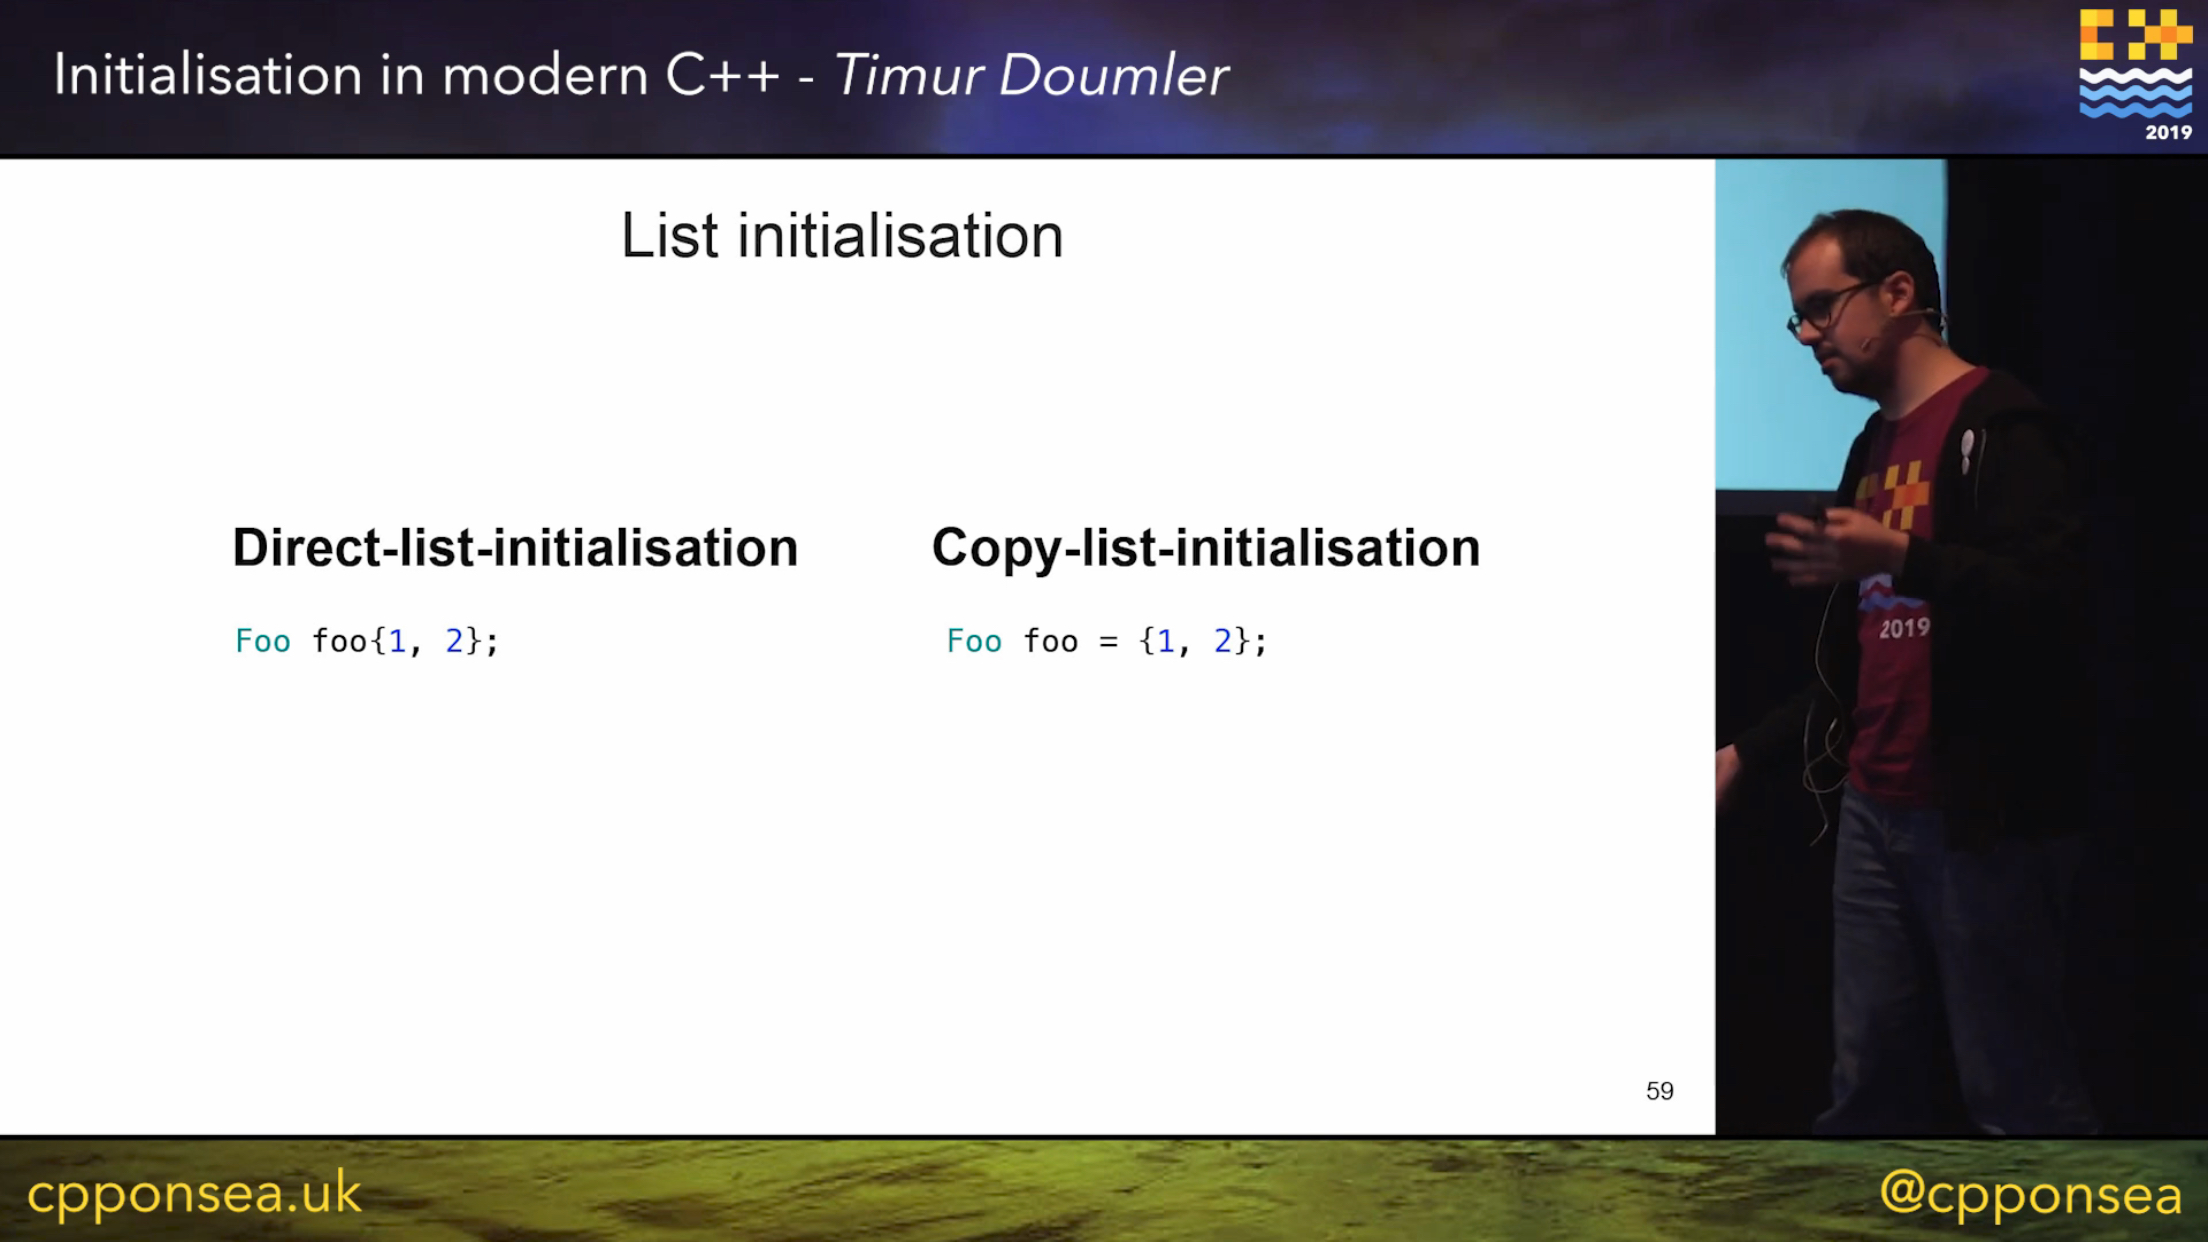 Initialisation in modern C++ - Timur Doumler
2019
List initialisation
Direct-list-initialisation
Foo foo{1, 2};
Copy-list-initialisation
Foo foo = {1, 2};
2019
59
cpponsea.uk
@cpponsea